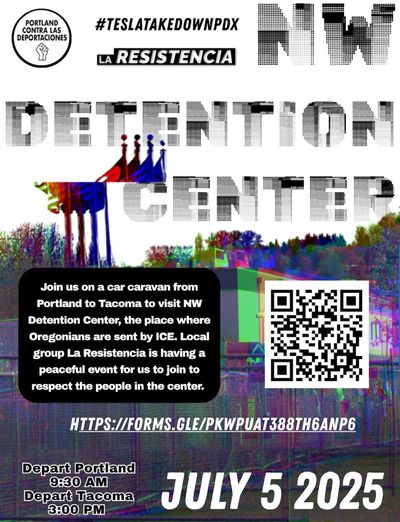 PORTLAND
CONTRA LAS
DEPORTACIONES
#TESLATAKEDOWNPDX
LA RESISTENCIA
NW
DETENTION
CENTER
Join us on a car caravan from
Portland to Tacoma to visit NW
Detention Center, the place where
Oregonians are sent by ICE. Local
group La Resistencia is having a
peaceful event for us to join to
respect the people in the center.
HTTPS://FORMS.GLE/PKWPUAT388TH6ANP6
Depart Portland
9:30 AM
Depart Tacoma
3:00 PM
JULY 5 2025